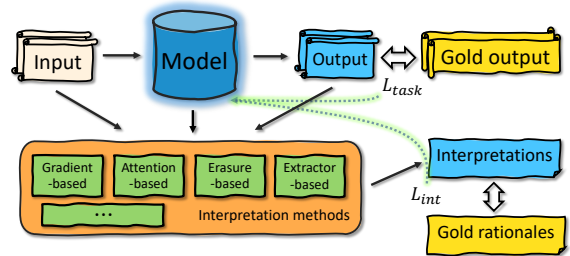 Input
Model
Output
Gold output
L_task
Gradient
-based
Attention
-based
Erasure
-based
Extractor
-based
...
Interpretation methods
Interpretations
L_int
Gold rationales